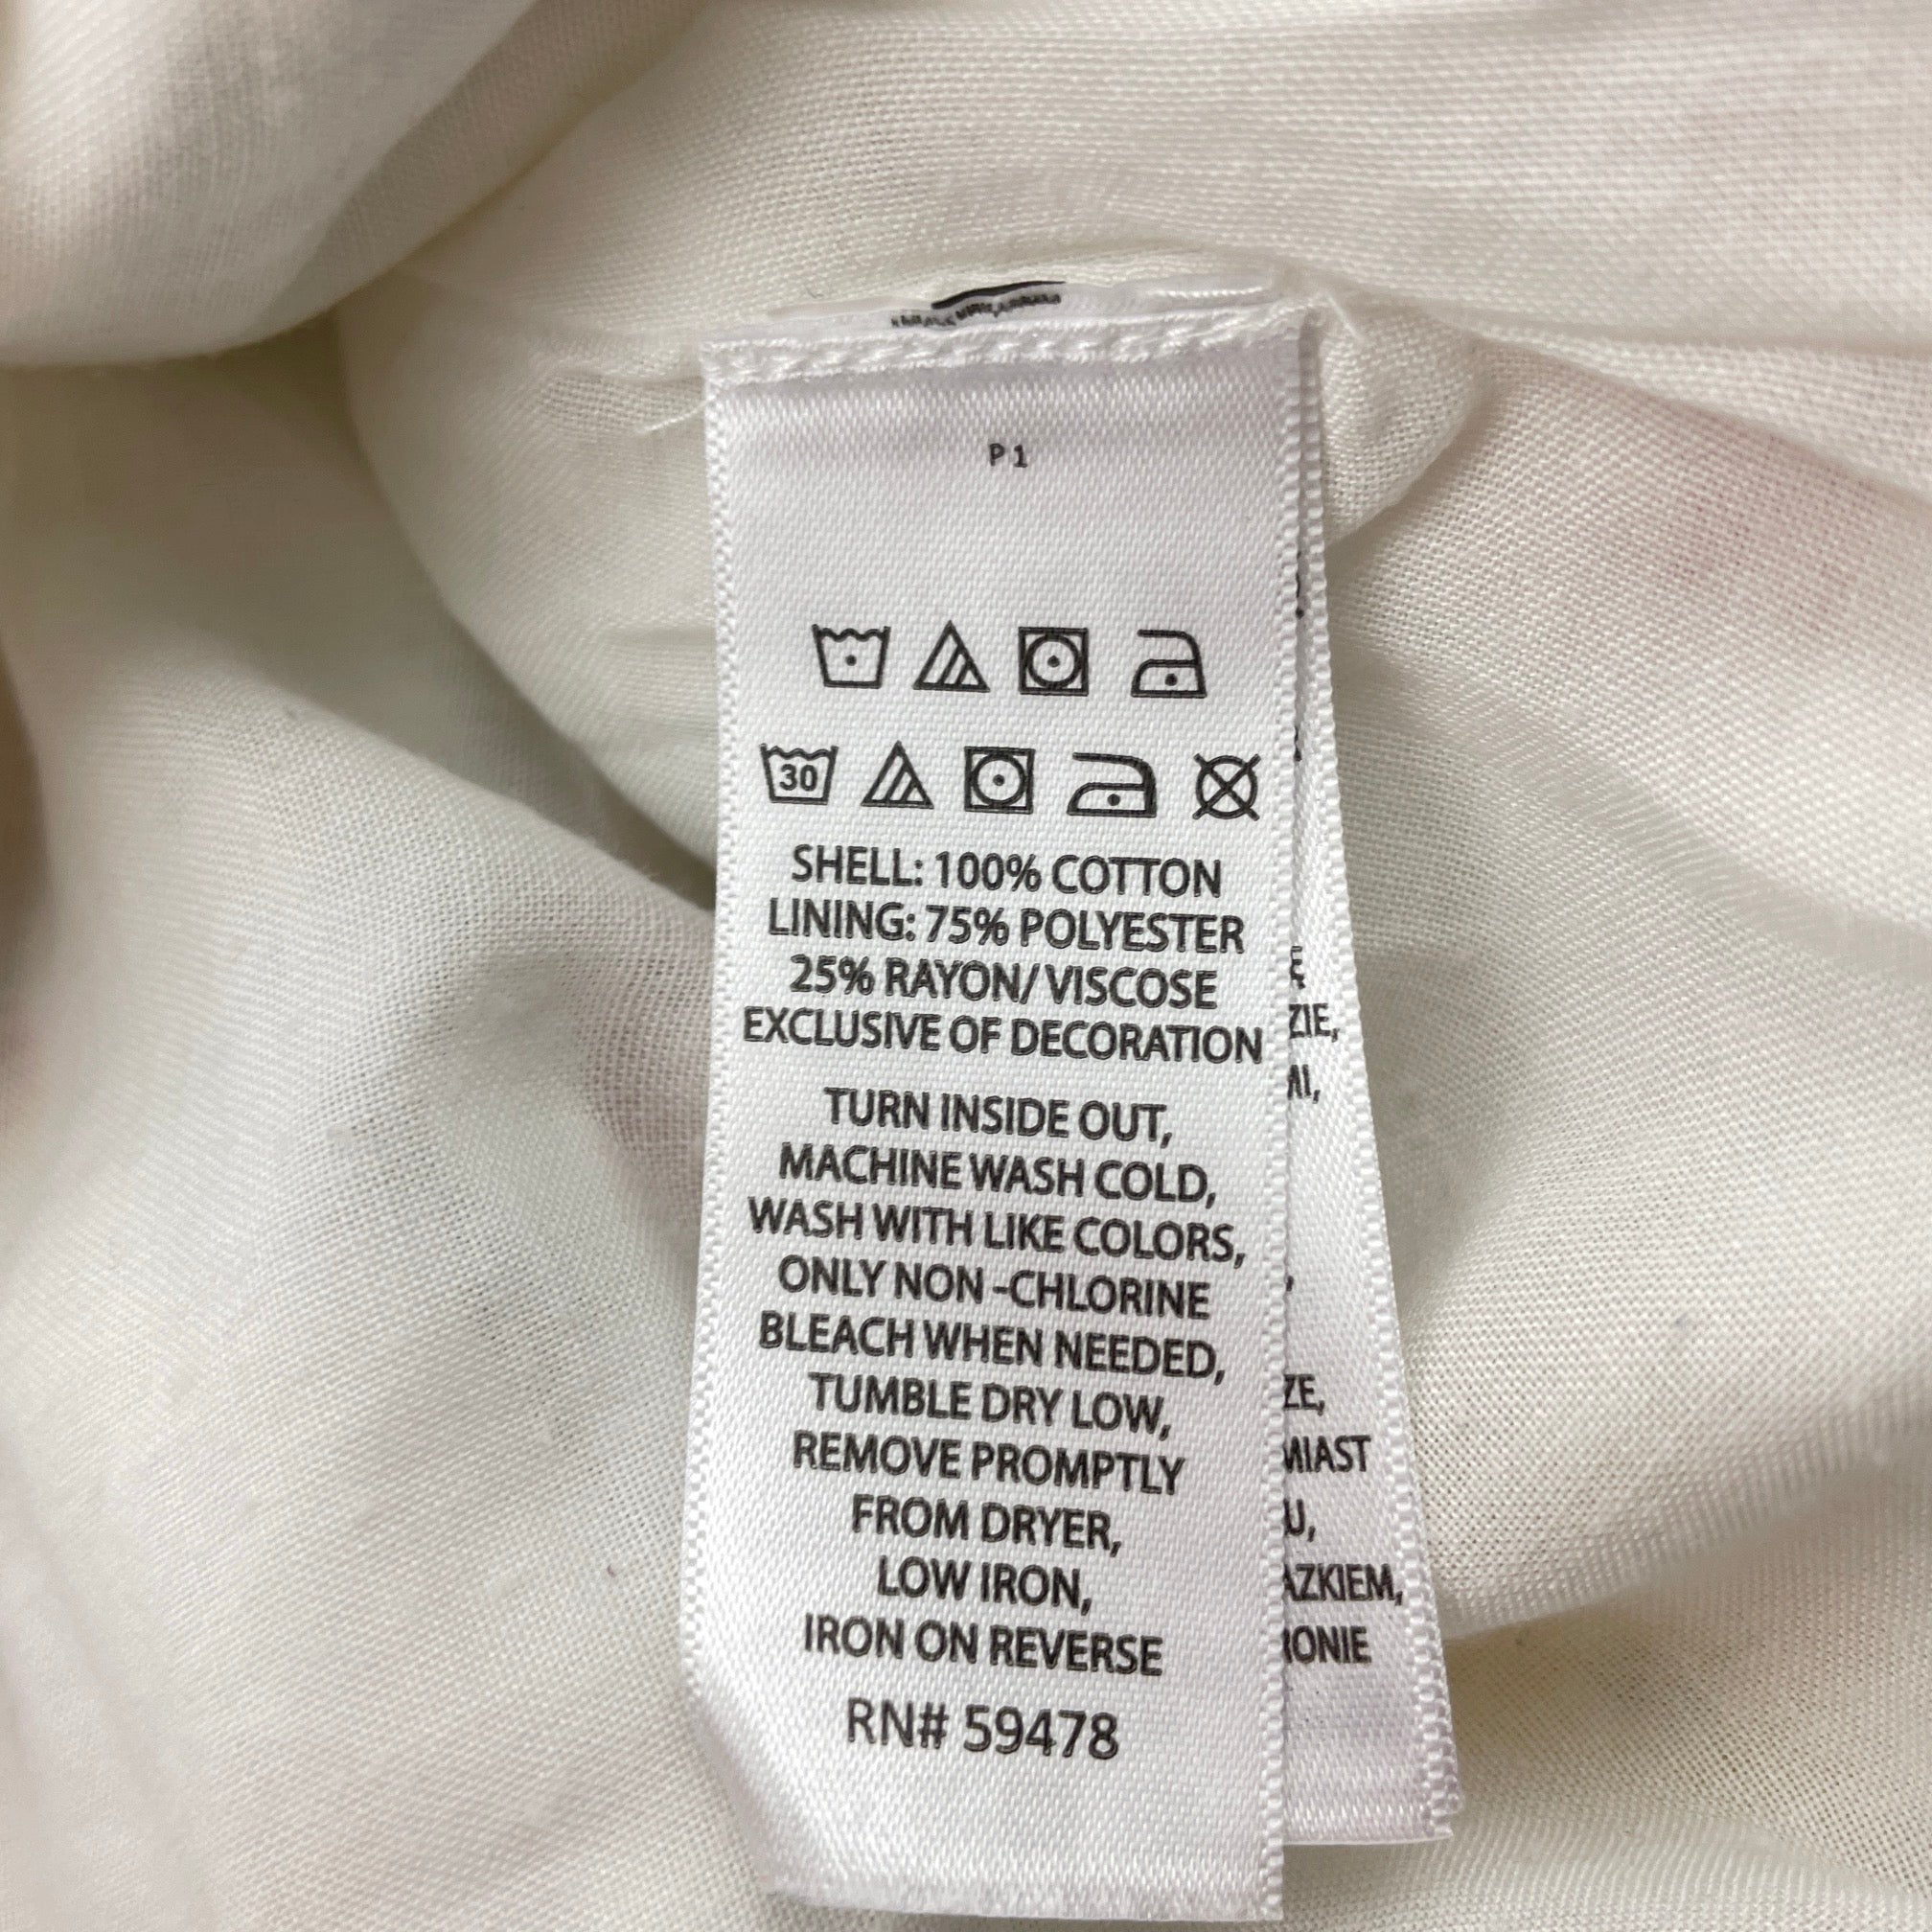 P 1
30
SHELL: 100% COTTON
LINING: 75% POLYESTER
25% RAYON/ VISCOSE
EXCLUSIVE OF DECORATION
TURN INSIDE OUT,
MACHINE WASH COLD,
WASH WITH LIKE COLORS,
ONLY NON -CHLORINE
BLEACH WHEN NEEDED,
TUMBLE DRY LOW,
REMOVE PROMPTLY
FROM DRYER,
LOW IRON,
IRON ON REVERSE
RN# 59478